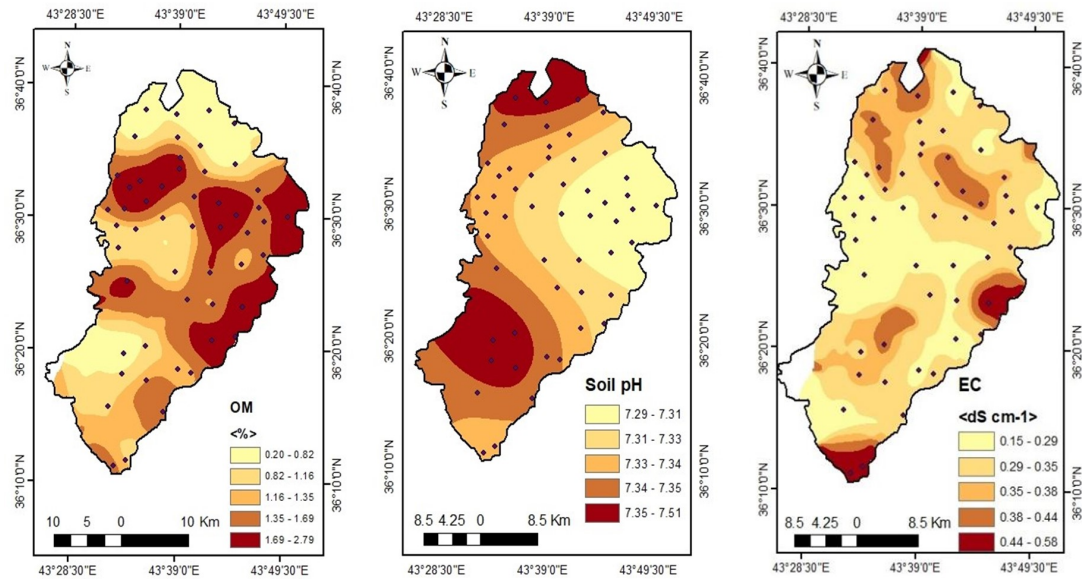 43°28'30"E 43°39'0"E 43°49'30"E
N
W E
S
36°40'0"N
36°30'0"N
36°20'0"N
36°10'0"N
36°40'0"N
36°30'0"N
36°20'0"N
36°10'0"N
OM
<%>
0.20 - 0.82
0.82 - 1.16
1.16 - 1.35
1.35 - 1.69
1.69 - 2.79
10 5 0 10 Km
43°28'30"E 43°39'0"E 43°49'30"E
43°28'30"E 43°39'0"E 43°49'30"E
N
W E
S
36°40'0"N
36°30'0"N
36°20'0"N
36°10'0"N
36°40'0"N
36°30'0"N
36°20'0"N
36°10'0"N
Soil pH
7.29 - 7.31
7.31 - 7.33
7.33 - 7.34
7.34 - 7.35
7.35 - 7.51
8.5 4.25 0 8.5 Km
43°28'30"E 43°39'0"E 43°49'30"E
43°28'30"E 43°39'0"E 43°49'30"E
N
W E
S
36°40'0"N
36°30'0"N
36°20'0"N
36°10'0"N
36°40'0"N
36°30'0"N
36°20'0"N
36°10'0"N
EC
<dS cm-1>
0.15 - 0.29
0.29 - 0.35
0.35 - 0.38
0.38 - 0.44
0.44 - 0.58
8.5 4.25 0 8.5 Km
43°28'30"E 43°39'0"E 43°49'30"E